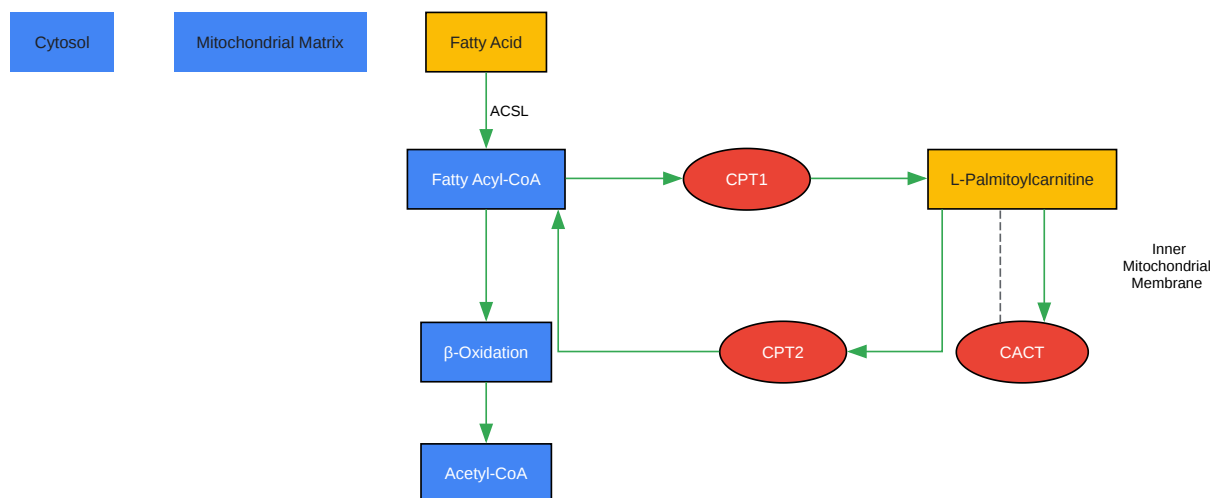 Cytosol
Mitochondrial Matrix
Fatty Acid
ACSL
Fatty Acyl-CoA
CPT1
L-Palmitoylcarnitine
Inner
Mitochondrial
Membrane
β-Oxidation
CPT2
CACT
Acetyl-CoA